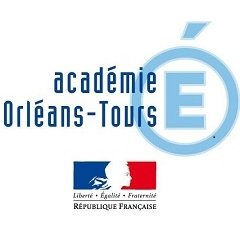 académie
Orléans-Tours
É
Liberté • Égalité • Fraternité
RÉPUBLIQUE FRANÇAISE